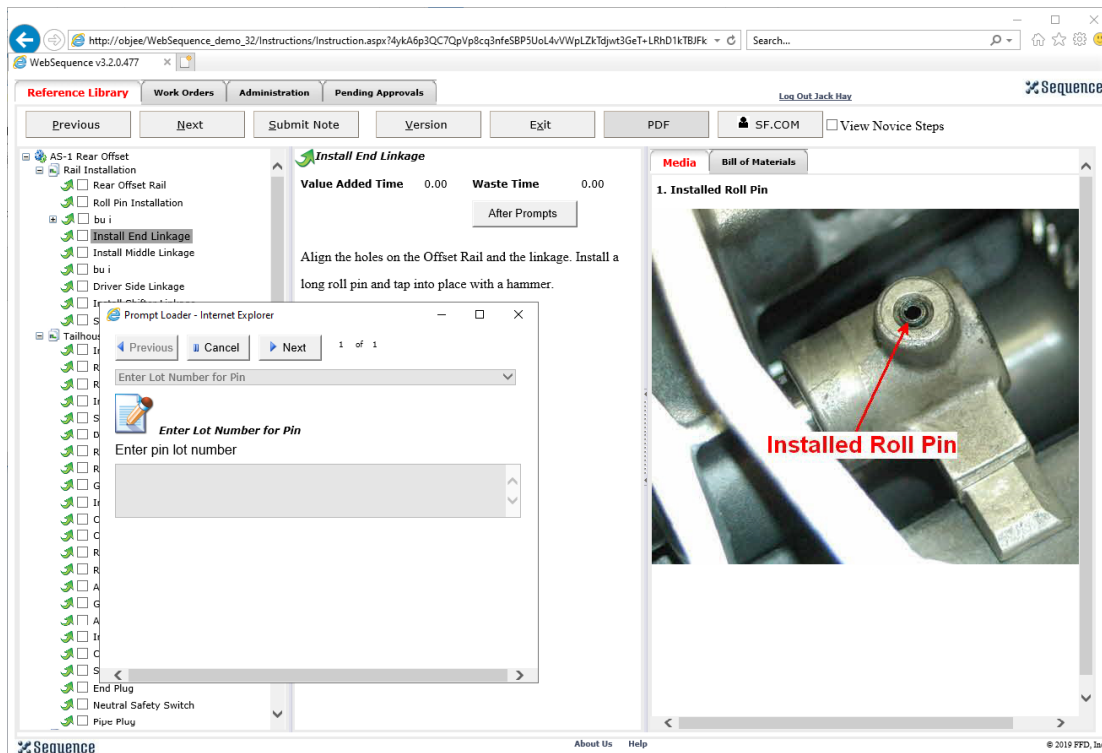 http://objee/WebSequence_demo_32/Instructions/Instruction.aspx?4ykA6p3QC7QpVp8cq3nfeSBP5UoL4vVWpLZkTdjwt3GeT+LRhD1kTBJFk
Search...
WebSequence v3.2.0.477
Reference Library
Work Orders
Administration
Pending Approvals
Log Out Jack Hay
Sequence
Previous
Next
Submit Note
Version
Exit
PDF
SF.COM
View Novice Steps
AS-1 Rear Offset
Rail Installation
Rear Offset Rail
Roll Pin Installation
bu i
Install End Linkage
Install Middle Linkage
bu i
Driver Side Linkage
Install End Linkage
Value Added Time 0.00 Waste Time 0.00
After Prompts
Align the holes on the Offset Rail and the linkage. Install a
long roll pin and tap into place with a hammer.
Prompt Loader - Internet Explorer
Previous
Cancel
Next
1 of 1
Enter Lot Number for Pin
Enter Lot Number for Pin
Enter pin lot number
End Plug
Neutral Safety Switch
Pipe Plug
Media
Bill of Materials
1. Installed Roll Pin
Installed Roll Pin
Sequence
About Us Help
© 2019 FFD,